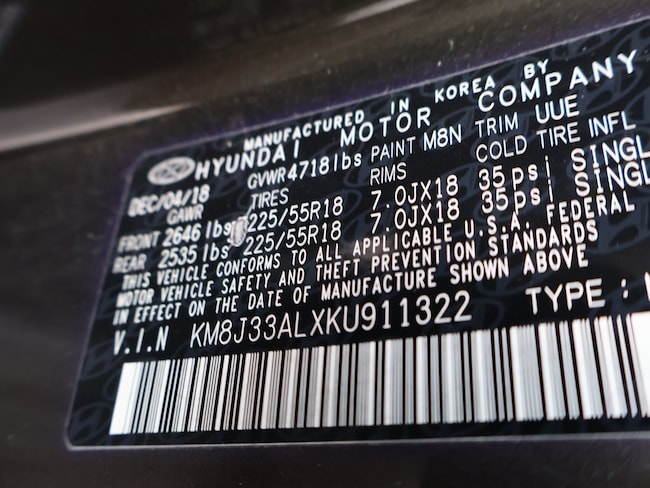 MANUFACTURED IN KOREA BY
HYUNDAI MOTOR COMPANY
DEC/04/18 GVWR4718lbs PAINT M8N TRIM UUE
GAWR TIRES RIMS COLD TIRE INFL
FRONT 2646 lbs 225/55R18 7.0JX18 35psi SINGL
REAR 2535 lbs 225/55R18 7.0JX18 35psi SINGL
THIS VEHICLE CONFORMS TO ALL APPLICABLE U.S.A. FEDERAL
MOTOR VEHICLE SAFETY AND THEFT PREVENTION STANDARDS
IN EFFECT ON THE DATE OF MANUFACTURE SHOWN ABOVE
V.I.N KM8J33ALXKU911322 TYPE :